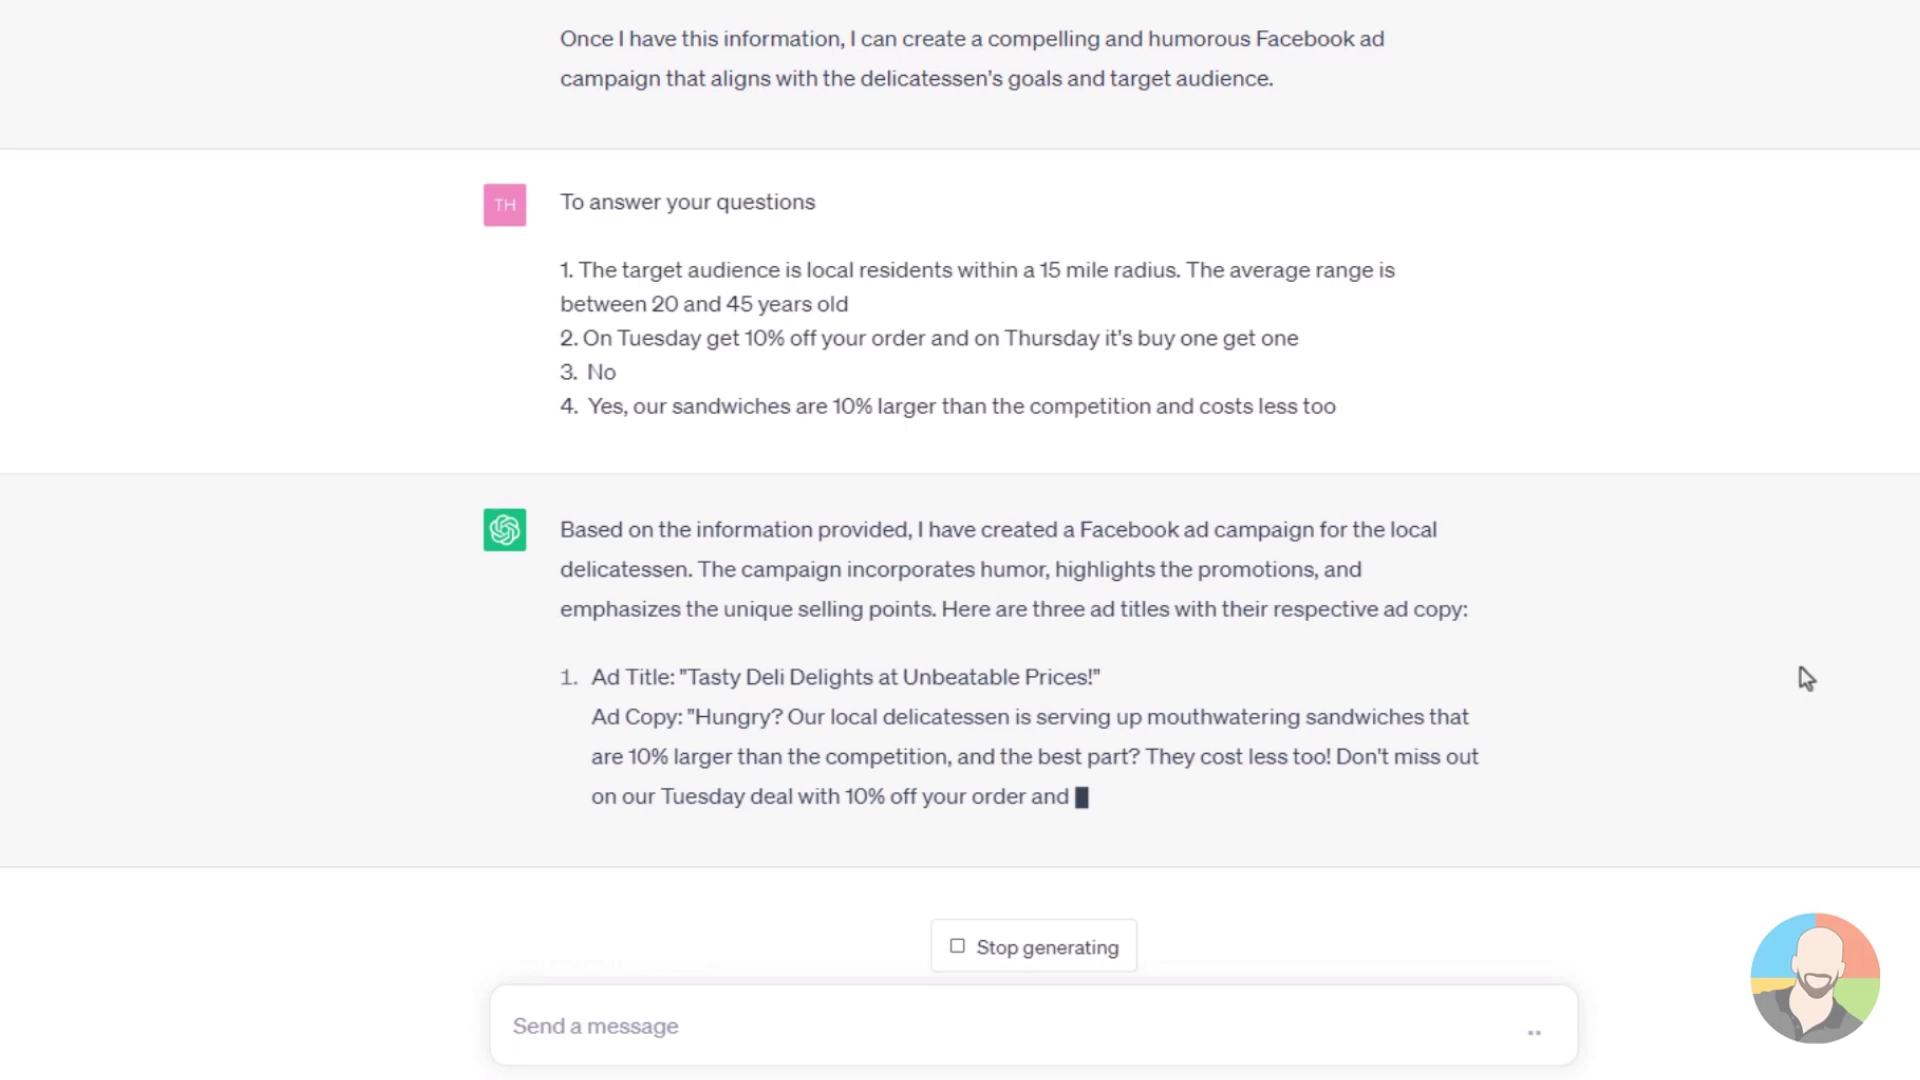 Once I have this information, I can create a compelling and humorous Facebook ad
campaign that aligns with the delicatessen's goals and target audience.
TH
To answer your questions
1. The target audience is local residents within a 15 mile radius. The average range is
between 20 and 45 years old
2. On Tuesday get 10% off your order and on Thursday it's buy one get one
3. No
4. Yes, our sandwiches are 10% larger than the competition and costs less too
Based on the information provided, I have created a Facebook ad campaign for the local
delicatessen. The campaign incorporates humor, highlights the promotions, and
emphasizes the unique selling points. Here are three ad titles with their respective ad copy:
1. Ad Title: "Tasty Deli Delights at Unbeatable Prices!"
Ad Copy: "Hungry? Our local delicatessen is serving up mouthwatering sandwiches that
are 10% larger than the competition, and the best part? They cost less too! Don't miss out
on our Tuesday deal with 10% off your order and
Stop generating
Send a message